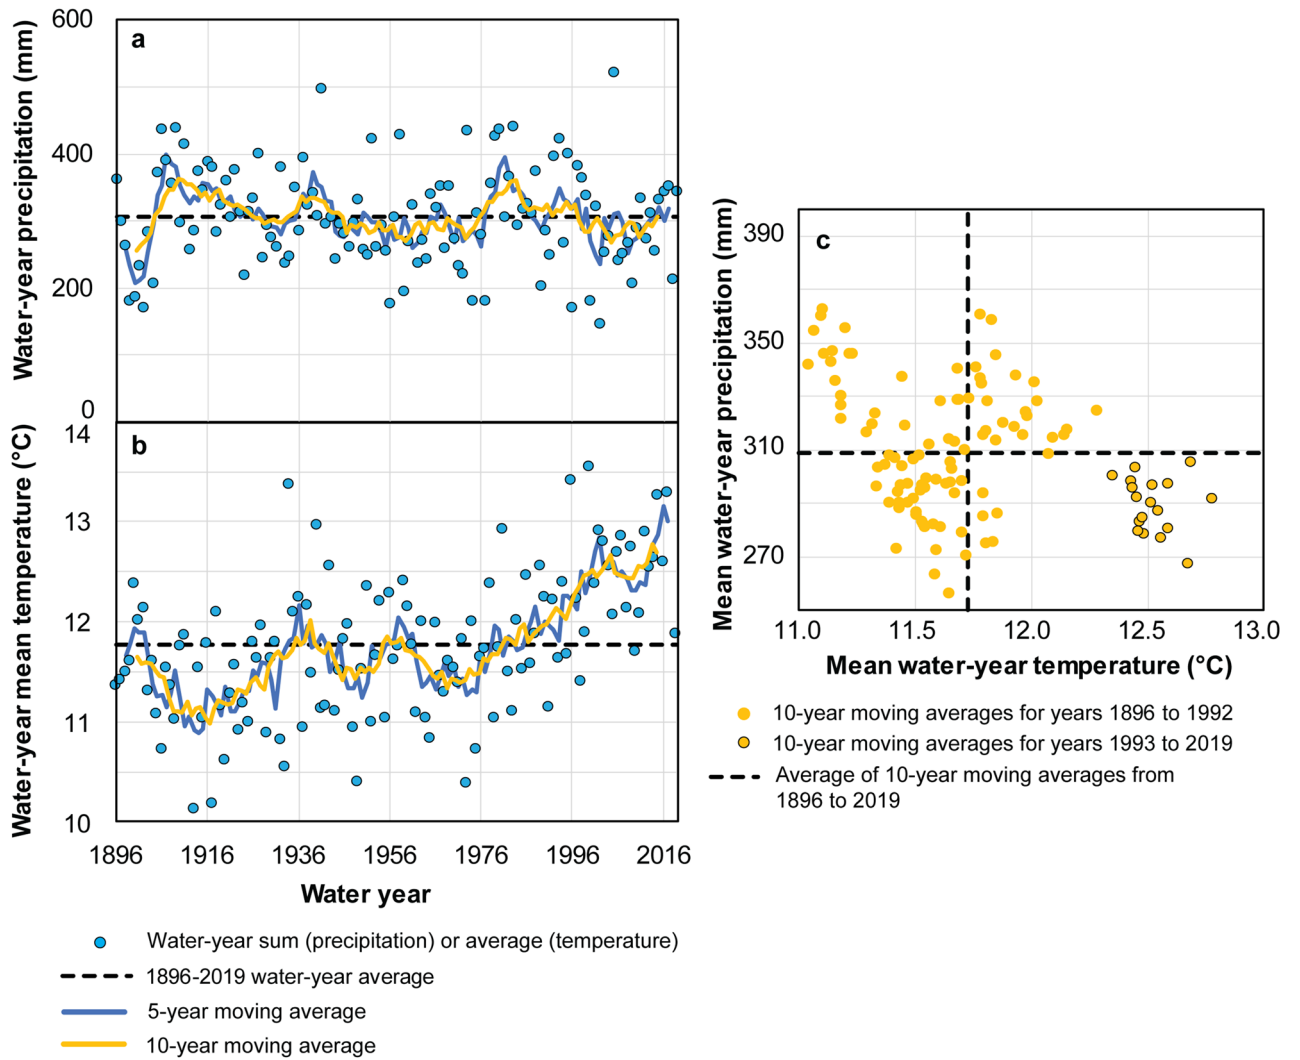 a
Water-year precipitation (mm)
600
400
200
0
b
Water-year mean temperature (°C)
14
13
12
11
10
1896 1916 1936 1956 1976 1996 2016
Water year
Water-year sum (precipitation) or average (temperature)
1896-2019 water-year average
5-year moving average
10-year moving average
c
Mean water-year precipitation (mm)
390
350
310
270
11.0 11.5 12.0 12.5 13.0
Mean water-year temperature (°C)
10-year moving averages for years 1896 to 1992
10-year moving averages for years 1993 to 2019
Average of 10-year moving averages from
1896 to 2019